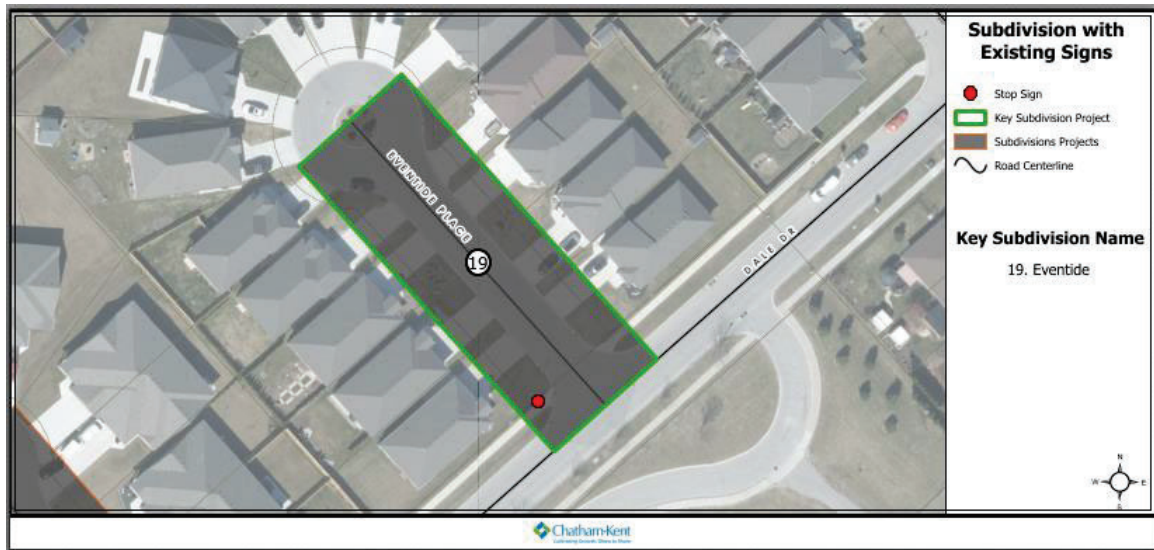 Subdivision with
Existing Signs
Stop Sign
Key Subdivision Project
Subdivisions Projects
Road Centerline
Key Subdivision Name
19. Eventide
EVENTIDE PLACE
19
DALE DR
N
W
E
Chatham-Kent